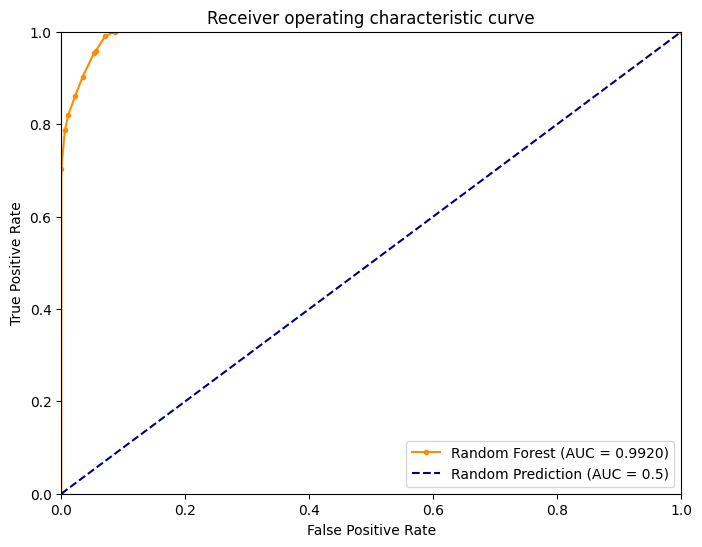 Receiver operating characteristic curve
True Positive Rate
1.0
0.8
0.6
0.4
0.2
0.0
0.0 0.2 0.4 0.6 0.8 1.0
False Positive Rate
Random Forest (AUC = 0.9920)
Random Prediction (AUC = 0.5)